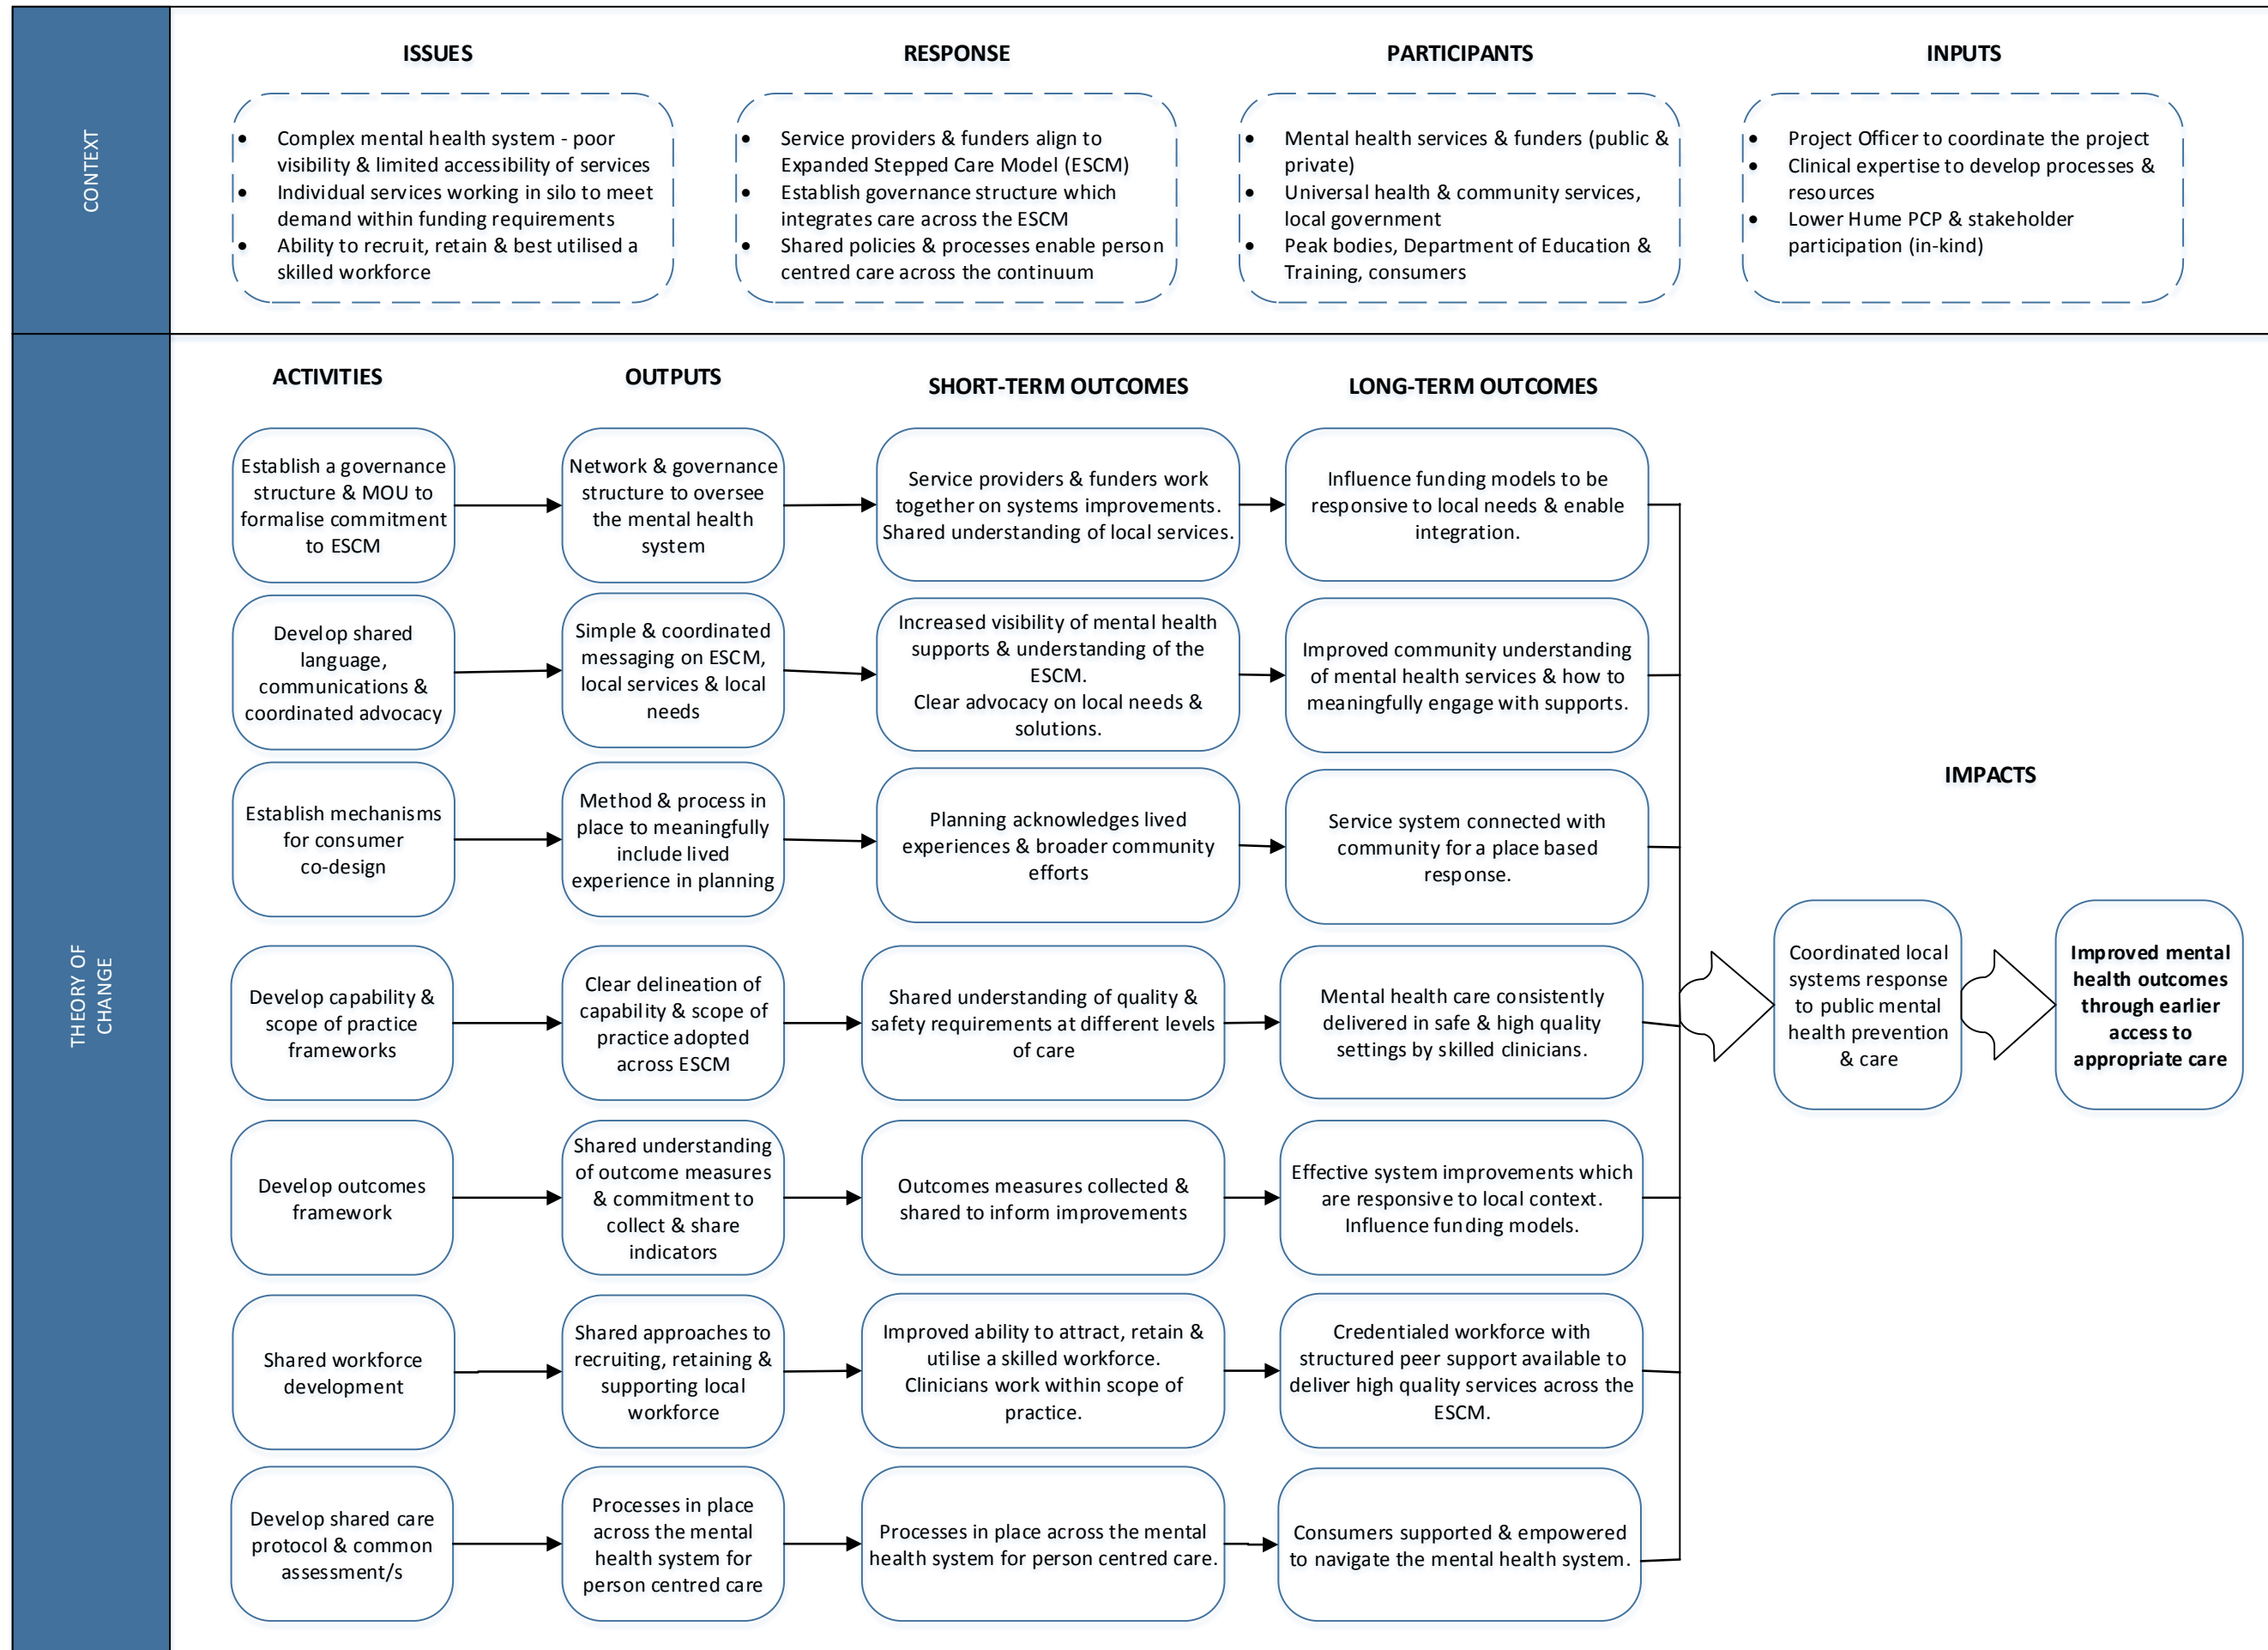 CONTEXT
ISSUES
• Complex mental health system - poor
visibility & limited accessibility of services
• Individual services working in silo to meet
demand within funding requirements
• Ability to recruit, retain & best utilised a
skilled workforce
RESPONSE
• Service providers & funders align to
Expanded Stepped Care Model (ESCM)
• Establish governance structure which
integrates care across the ESCM
• Shared policies & processes enable person
centred care across the continuum
PARTICIPANTS
• Mental health services & funders (public &
private)
• Universal health & community services,
local government
• Peak bodies, Department of Education &
Training, consumers
INPUTS
• Project Officer to coordinate the project
• Clinical expertise to develop processes &
resources
• Lower Hume PCP & stakeholder
participation (in-kind)
THEORY OF
CHANGE
ACTIVITIES
OUTPUTS
SHORT-TERM OUTCOMES
LONG-TERM OUTCOMES
Establish a governance
structure & MOU to
formalise commitment
to ESCM
Network & governance
structure to oversee
the mental health
system
Service providers & funders work
together on systems improvements.
Shared understanding of local services.
Influence funding models to be
responsive to local needs & enable
integration.
Develop shared
language,
communications &
coordinated advocacy
Simple & coordinated
messaging on ESCM,
local services & local
needs
Increased visibility of mental health
supports & understanding of the
ESCM.
Clear advocacy on local needs &
solutions.
Improved community understanding
of mental health services & how to
meaningfully engage with supports.
Establish mechanisms
for consumer
co-design
Method & process in
place to meaningfully
include lived
experience in planning
Planning acknowledges lived
experiences & broader community
efforts
Service system connected with
community for a place based
response.
Develop capability &
scope of practice
frameworks
Clear delineation of
capability & scope of
practice adopted
across ESCM
Shared understanding of quality &
safety requirements at different levels
of care
Mental health care consistently
delivered in safe & high quality
settings by skilled clinicians.
Develop outcomes
framework
Shared understanding
of outcome measures
& commitment to
collect & share
indicators
Outcomes measures collected &
shared to inform improvements
Effective system improvements which
are responsive to local context.
Influence funding models.
Shared workforce
development
Shared approaches to
recruiting, retaining &
supporting local
workforce
Improved ability to attract, retain &
utilise a skilled workforce.
Clinicians work within scope of
practice.
Credentialed workforce with
structured peer support available to
deliver high quality services across the
ESCM.
Develop shared care
protocol & common
assessment/s
Processes in place
across the mental
health system for
person centred care
Processes in place across the mental
health system for person centred care.
Consumers supported & empowered
to navigate the mental health system.
IMPACTS
Coordinated local
systems response
to public mental
health prevention
& care
Improved mental
health outcomes
through earlier
access to
appropriate care